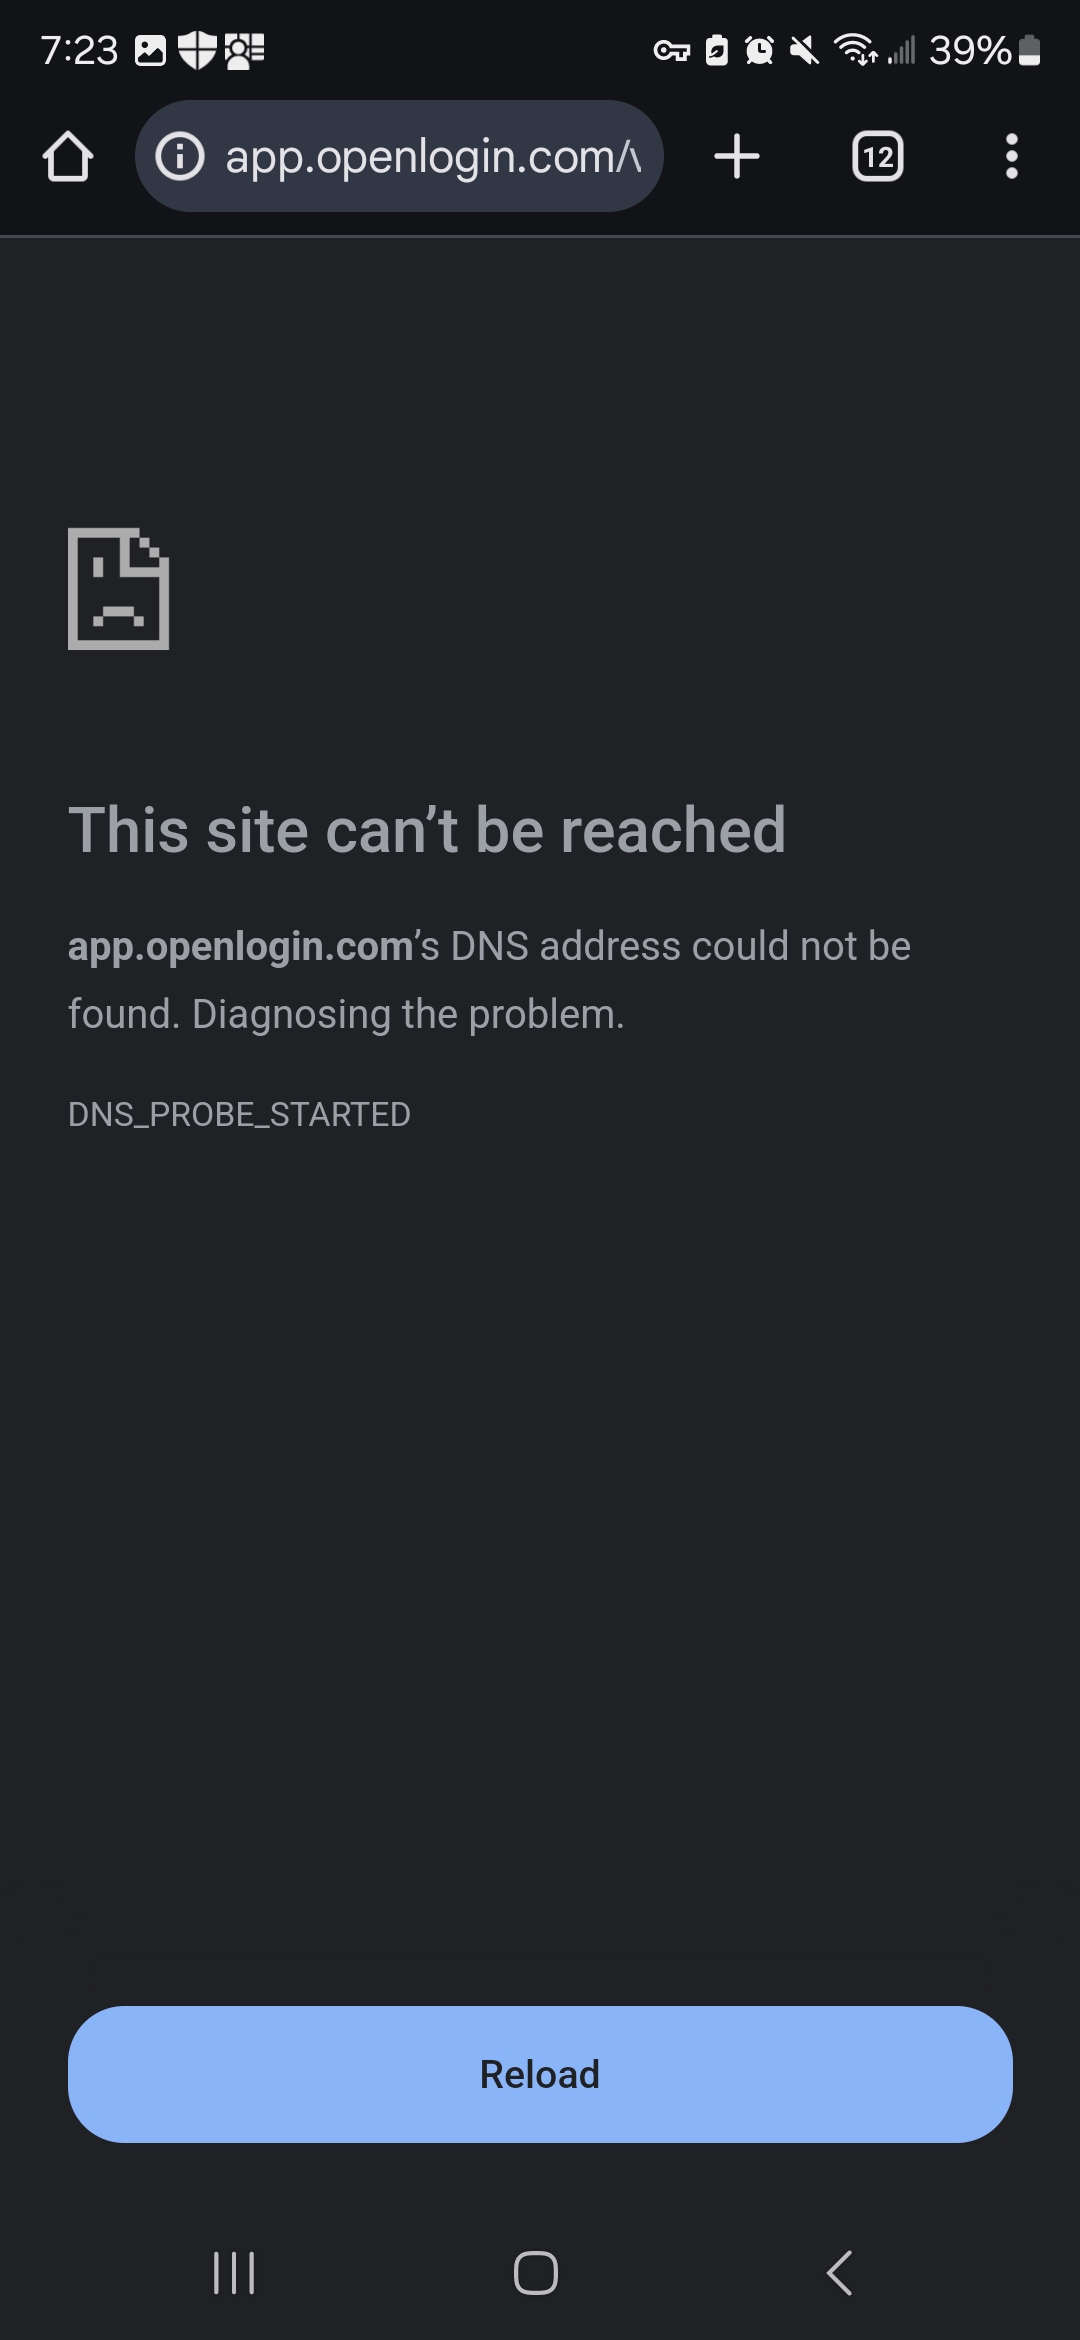 7:23
39%
app.openlogin.com/
12
This site can’t be reached
app.openlogin.com’s DNS address could not be
found. Diagnosing the problem.
DNS_PROBE_STARTED
Reload